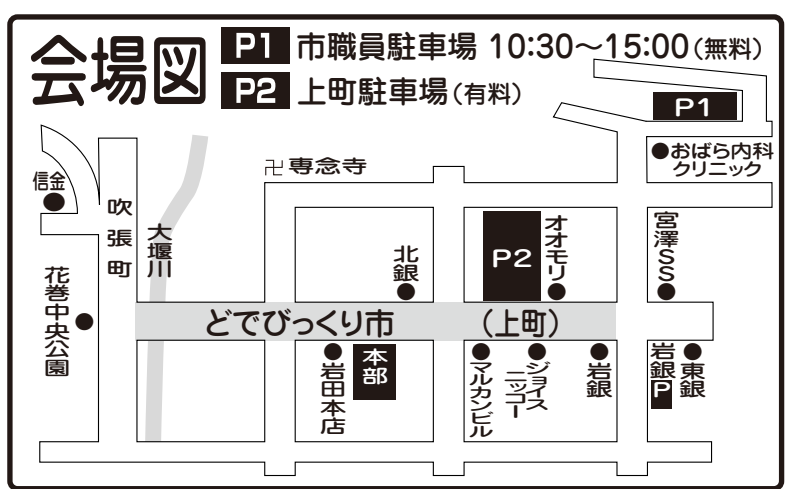 会場図
P1 市職員駐車場 10:30〜15:00(無料)
P2 上町駐車場(有料)
P1
おばら内科
クリニック
卍専念寺
信金
吹張町
大堰川
花巻中央公園
北銀
P2
オオモリ
宮澤SS
どでびっくり市 (上町)
岩田本店
本部
マルカンビル
ジョイス
ニッコー
岩銀
岩銀P
東銀